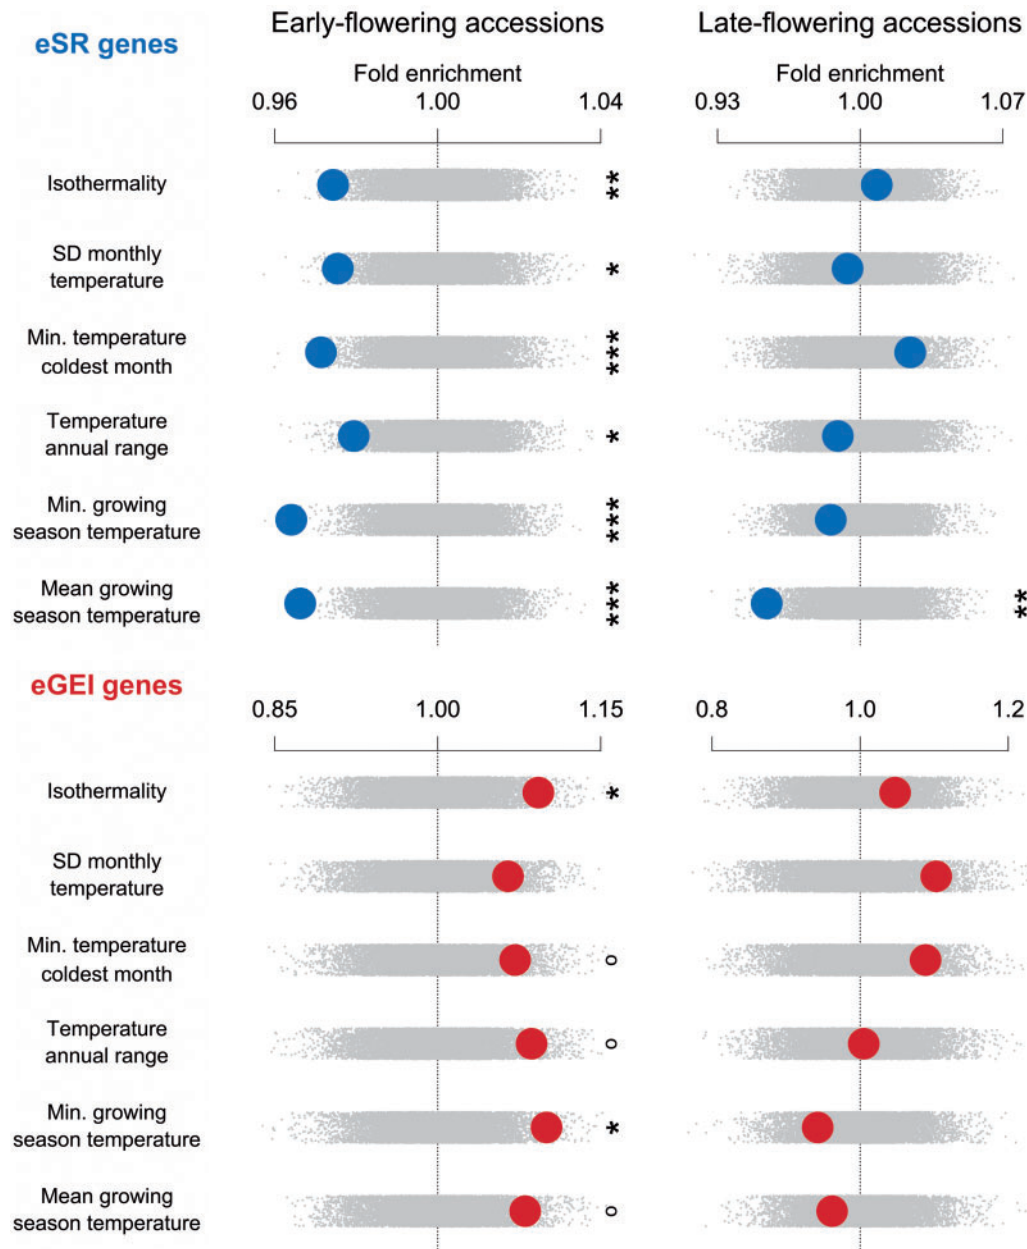 Early-flowering accessions
Late-flowering accessions
eSR genes
Fold enrichment
Fold enrichment
0.96 1.00 1.04
0.93 1.00 1.07
Isothermality
**
SD monthly
temperature
*
Min. temperature
coldest month
***
Temperature
annual range
*
Min. growing
season temperature
***
Mean growing
season temperature
***
**
eGEI genes
0.85 1.00 1.15
0.8 1.0 1.2
Isothermality
*
SD monthly
temperature
Min. temperature
coldest month
o
Temperature
annual range
o
Min. growing
season temperature
*
Mean growing
season temperature
o